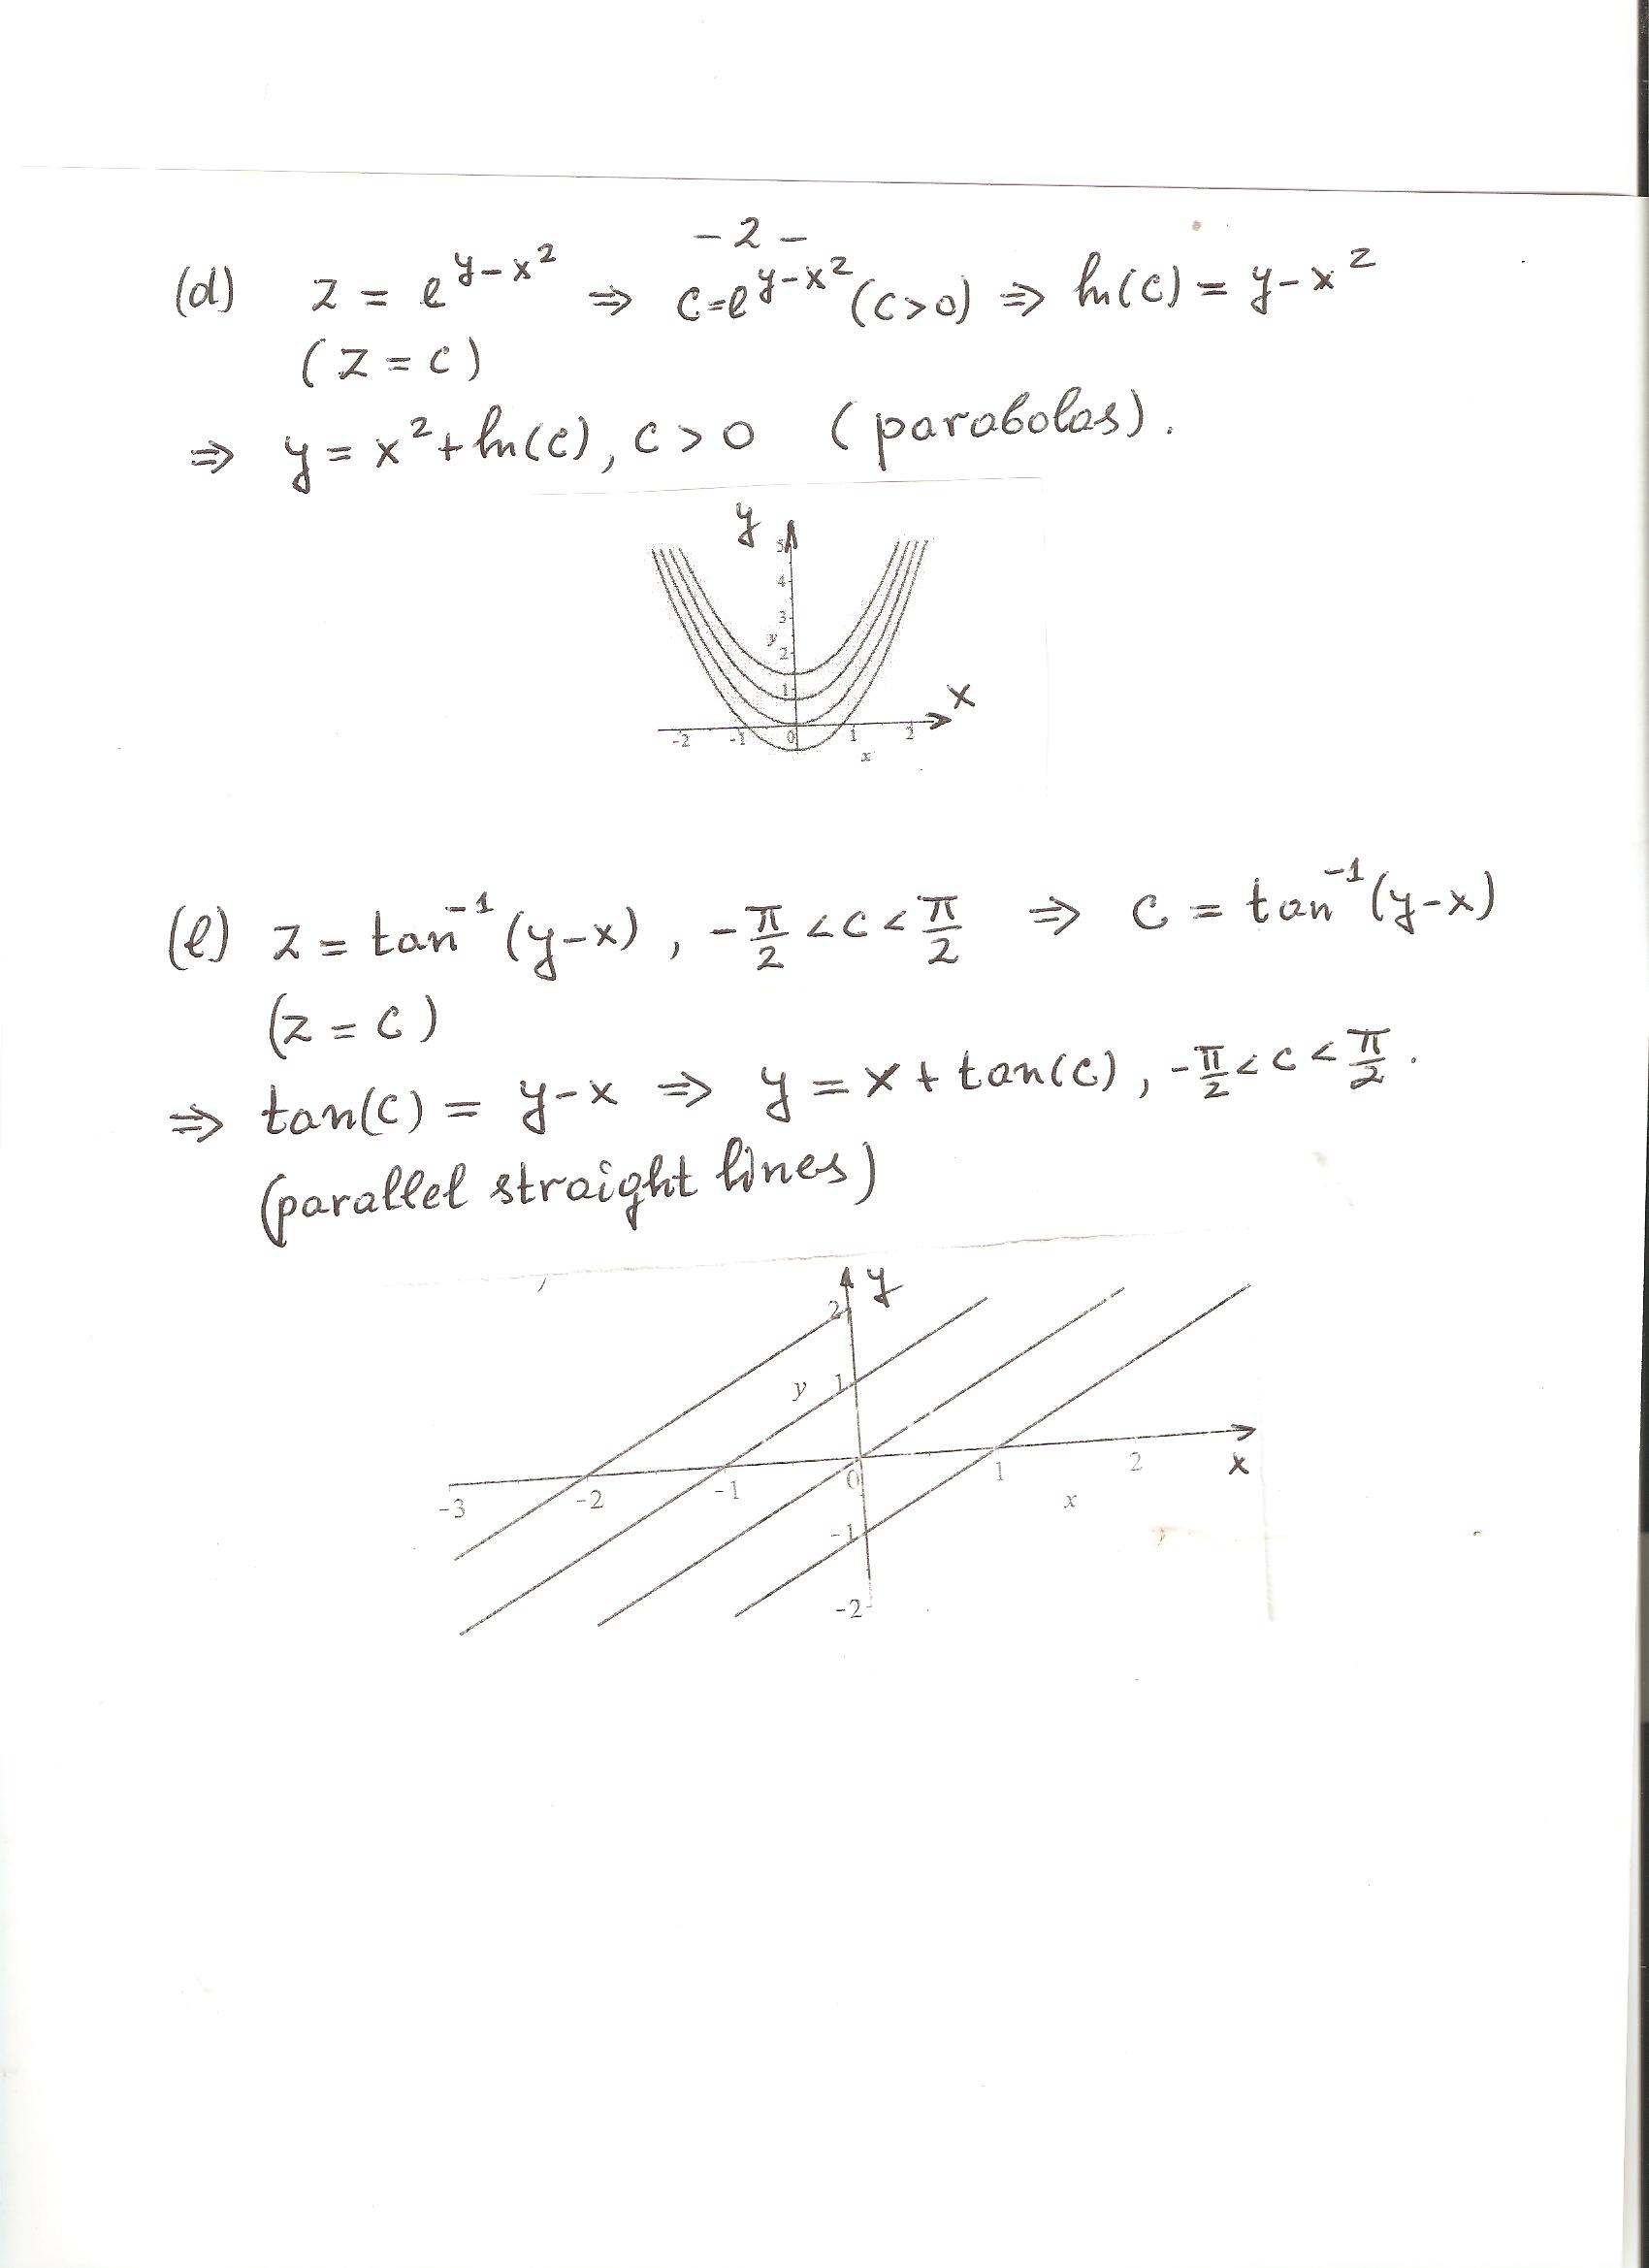 -2-
(d) z = e^{y-x^2} ⇒ c=e^{y-x^2} (c>0) ⇒ ln(c) = y-x^2
(z=c)
⇒ y = x^2+ln(c), c>0 (parabolas).
y
5
4
3
y
2
1
x
-2 -1 0 1 2
x
(e) z = tan^{-1}(y-x), -π/2 <c< π/2 ⇒ c = tan^{-1}(y-x)
(z=c)
⇒ tan(c) = y-x ⇒ y = x + tan(c), -π/2 <c< π/2.
(parallel straight lines)
y
2
y 1
-3 -2 -1 0 1 2 x
x
-1
-2